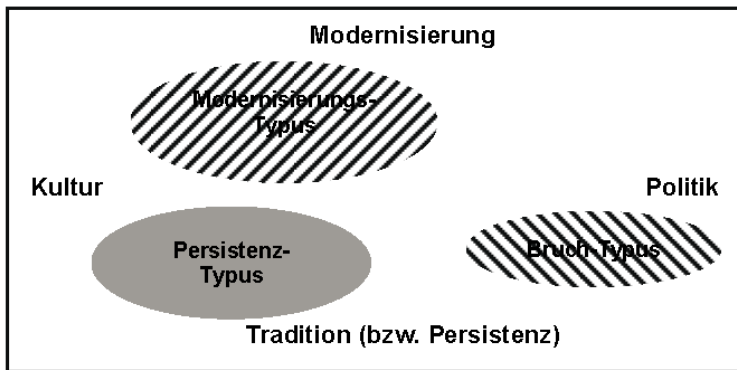 Modernisierung
Modernisierungs-
Typus
Kultur
Politik
Persistenz-
Typus
Bruch-Typus
Tradition (bzw. Persistenz)